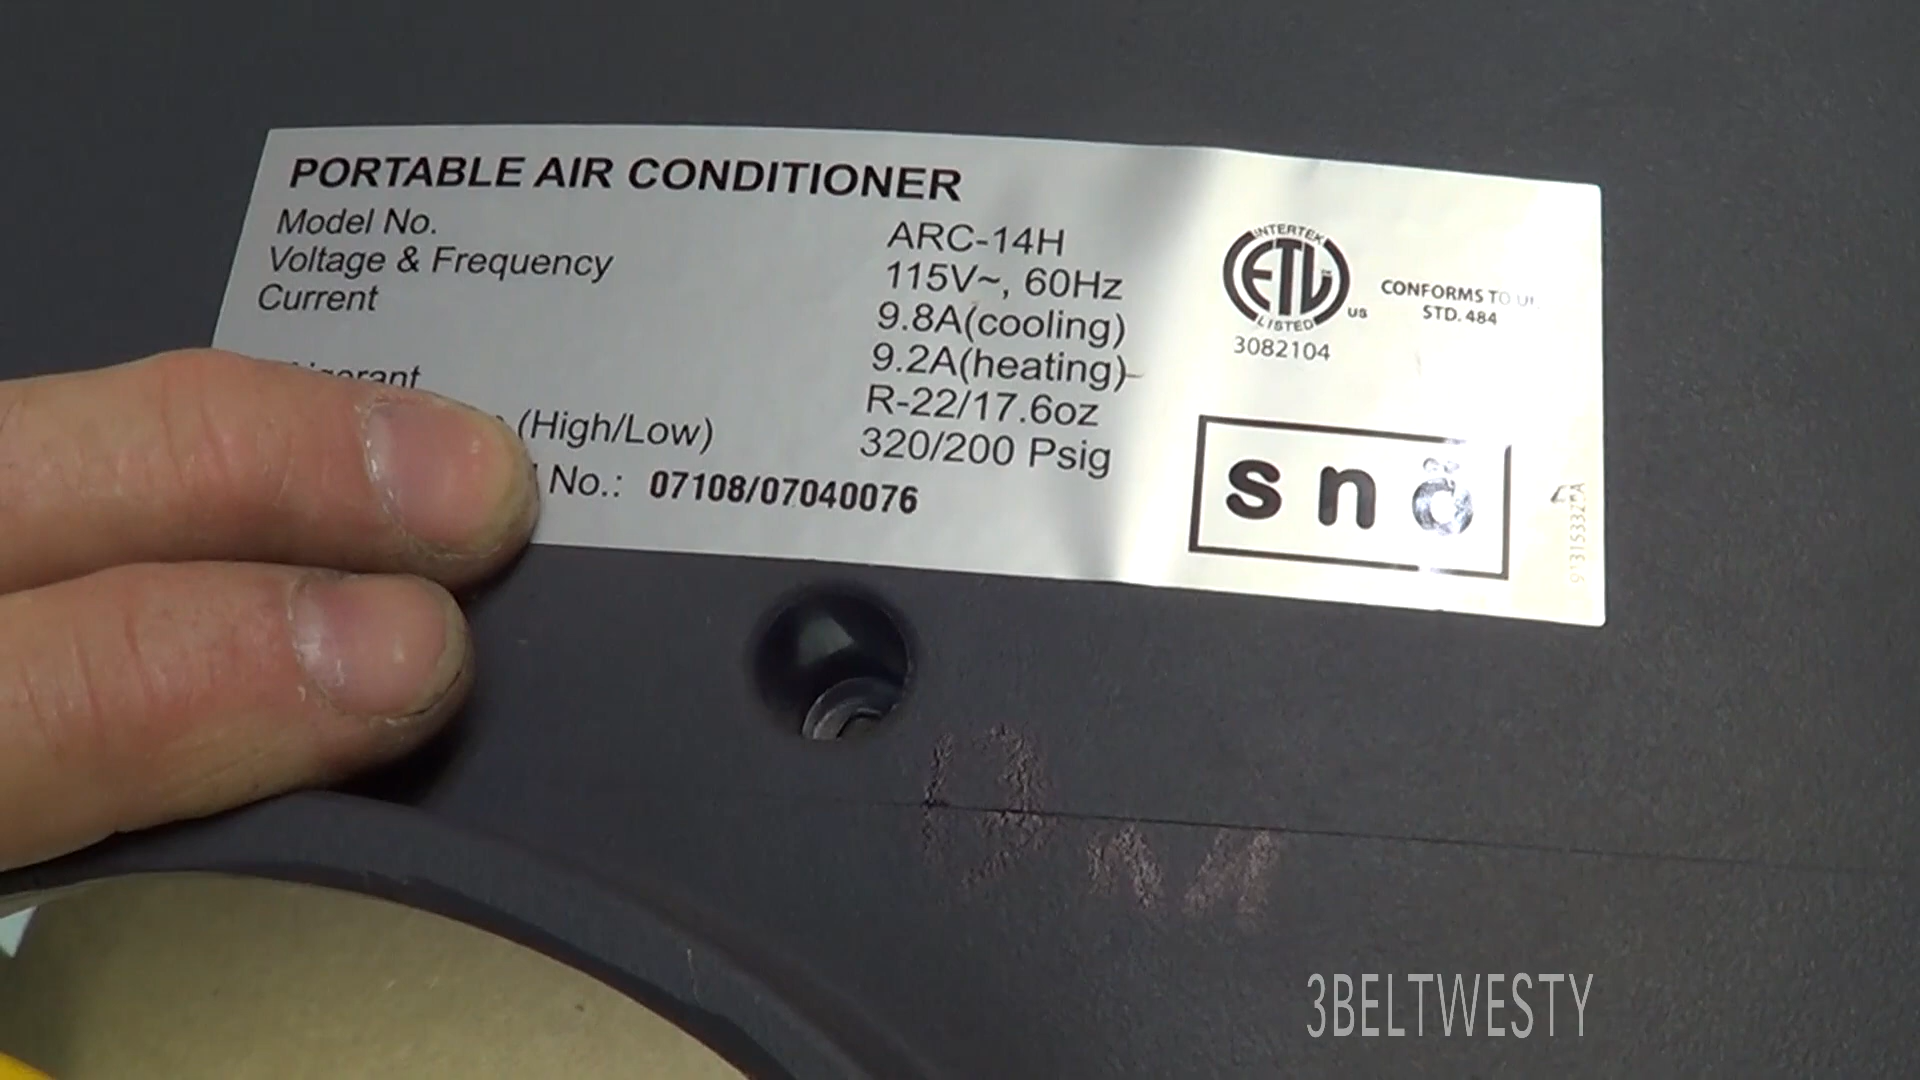 PORTABLE AIR CONDITIONER
Model No. ARC-14H
Voltage & Frequency 115V~, 60Hz
Current 9.8A(cooling)
9.2A(heating)
R-22/17.6oz
(High/Low) 320/200 Psig
No.: 07108/07040076
INTERTEK
ETL
LISTED
US
3082104
CONFORMS TO UL
STD. 484
3BELTWESTY